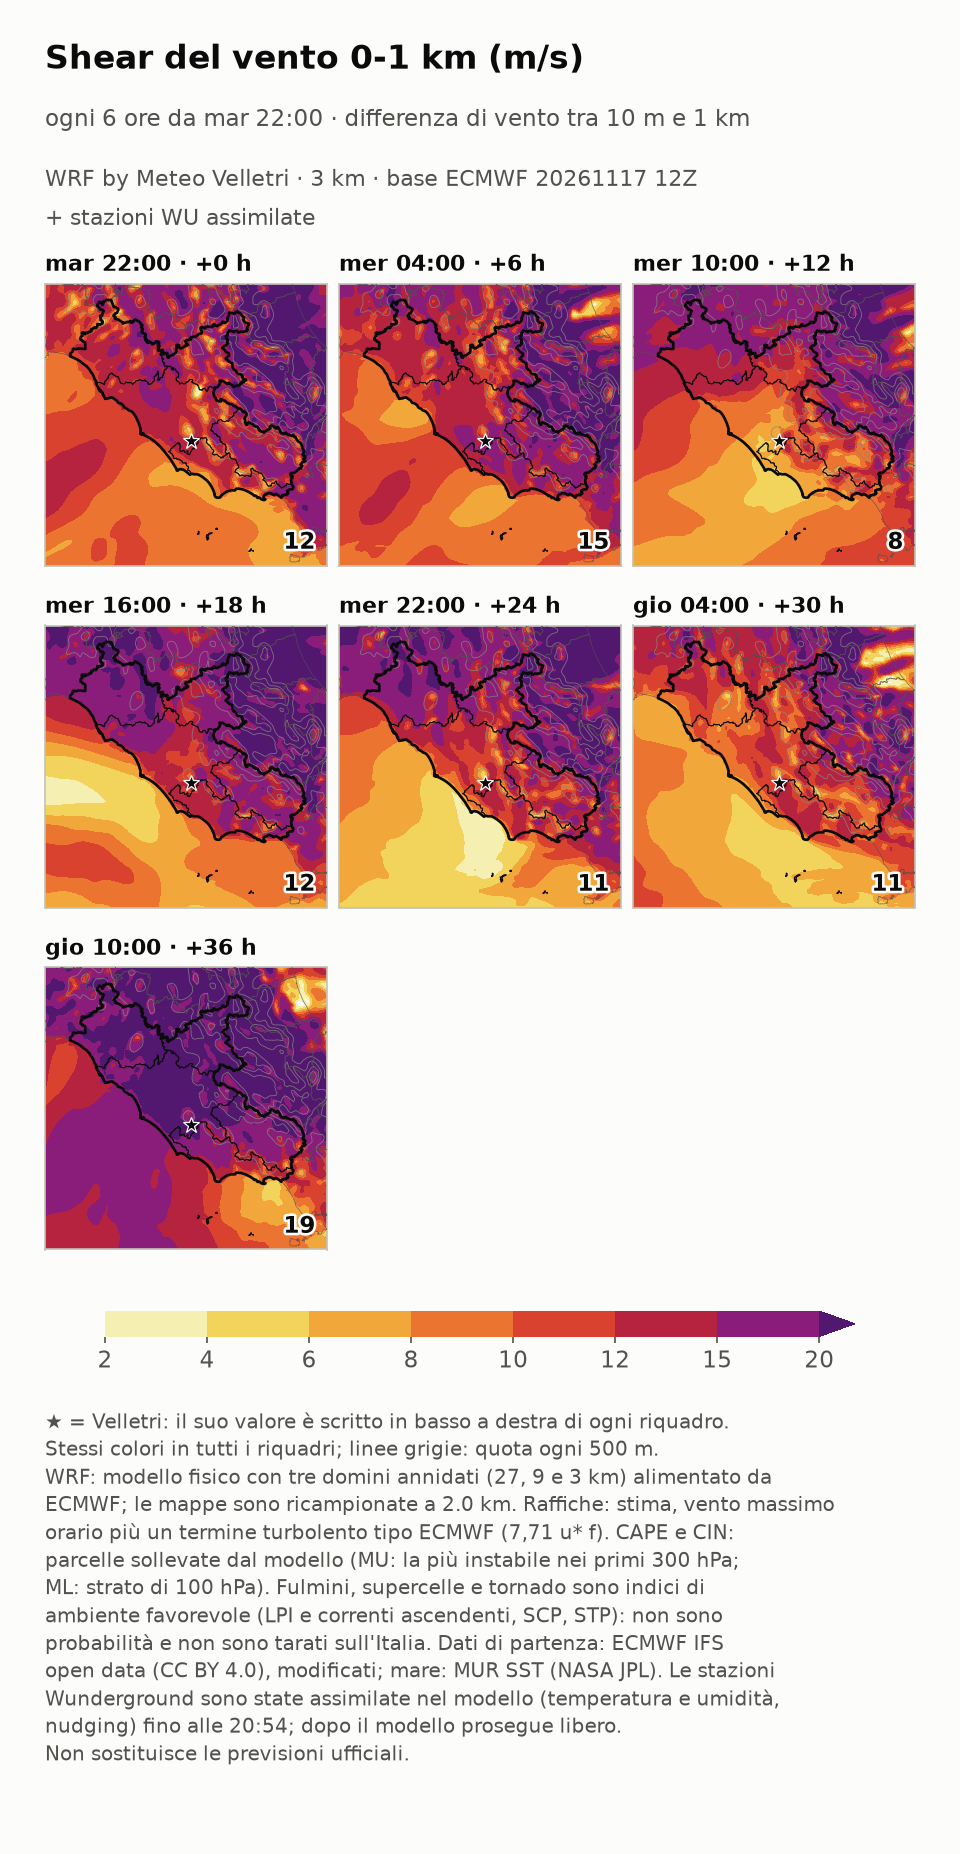 Shear del vento 0-1 km (m/s)
ogni 6 ore da mar 22:00 · differenza di vento tra 10 m e 1 km
WRF by Meteo Velletri · 3 km · base ECMWF 20261117 12Z
+ stazioni WU assimilate
mar 22:00 · +0 h
mer 04:00 · +6 h
mer 10:00 · +12 h
12
15
8
mer 16:00 · +18 h
mer 22:00 · +24 h
gio 04:00 · +30 h
12
11
11
gio 10:00 · +36 h
19
2 4 6 8 10 12 15 20
★ = Velletri: il suo valore è scritto in basso a destra di ogni riquadro.
Stessi colori in tutti i riquadri; linee grigie: quota ogni 500 m.
WRF: modello fisico con tre domini annidati (27, 9 e 3 km) alimentato da
ECMWF; le mappe sono ricampionate a 2.0 km. Raffiche: stima, vento massimo
orario più un termine turbolento tipo ECMWF (7,71 u* f). CAPE e CIN:
parcelle sollevate dal modello (MU: la più instabile nei primi 300 hPa;
ML: strato di 100 hPa). Fulmini, supercelle e tornado sono indici di
ambiente favorevole (LPI e correnti ascendenti, SCP, STP): non sono
probabilità e non sono tarati sull'Italia. Dati di partenza: ECMWF IFS
open data (CC BY 4.0), modificati; mare: MUR SST (NASA JPL). Le stazioni
Wunderground sono state assimilate nel modello (temperatura e umidità,
nudging) fino alle 20:54; dopo il modello prosegue libero.
Non sostituisce le previsioni ufficiali.